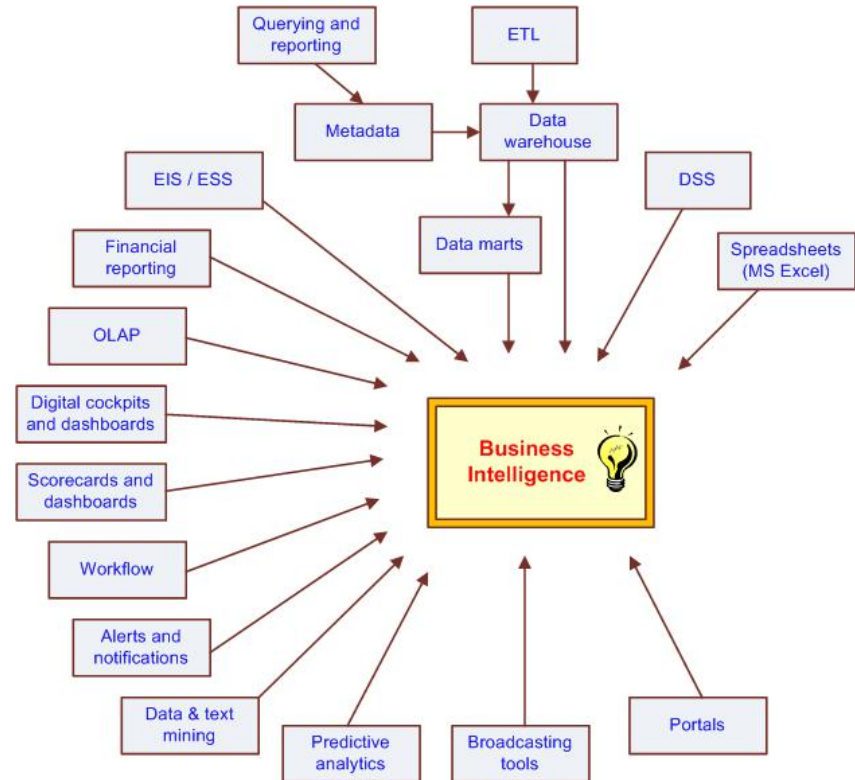 Querying and
reporting
ETL
Metadata
Data
warehouse
EIS / ESS
DSS
Data marts
Financial
reporting
Spreadsheets
(MS Excel)
OLAP
Digital cockpits
and dashboards
Business
Intelligence
Scorecards and
dashboards
Workflow
Alerts and
notifications
Data & text
mining
Predictive
analytics
Broadcasting
tools
Portals